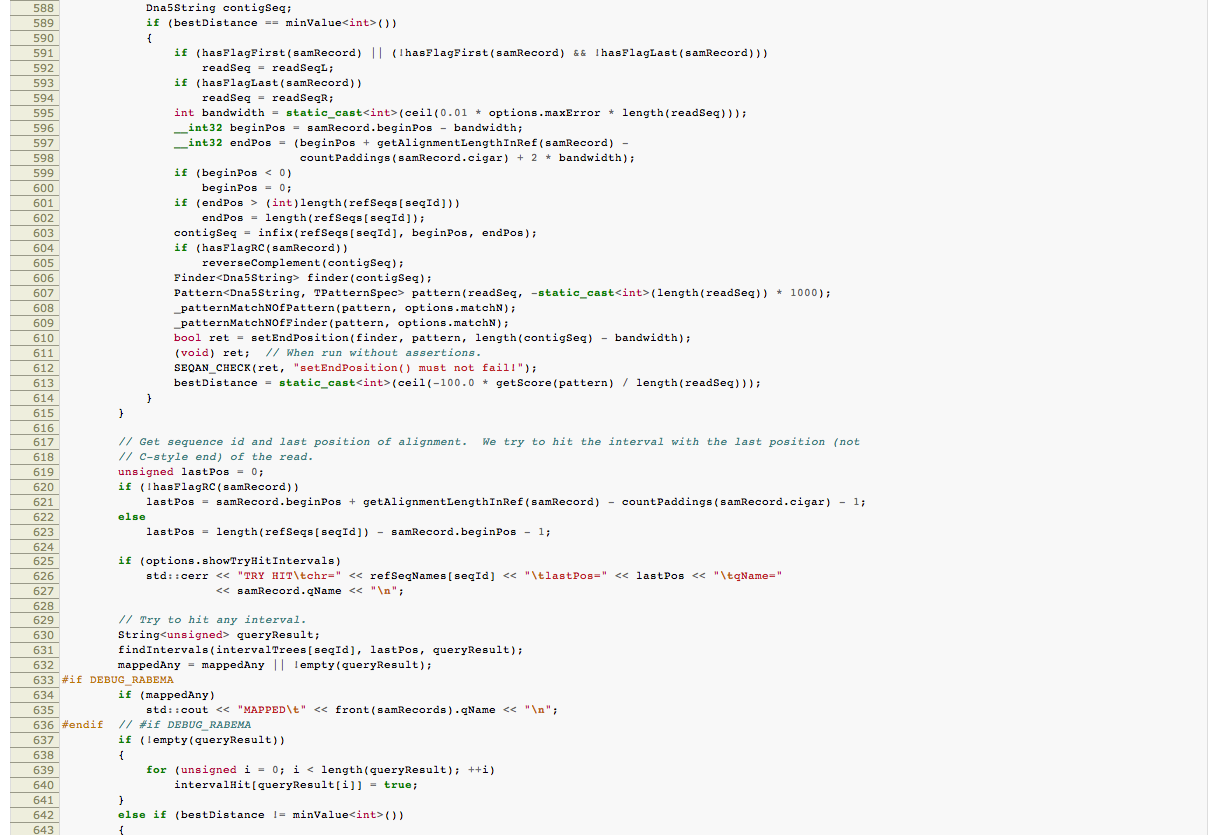 588 Dna5String contigSeq;
589 if (bestDistance == minValue<int>())
590 {
591 if (hasFlagFirst(samRecord) || (!hasFlagFirst(samRecord) && !hasFlagLast(samRecord)))
592 readSeq = readSeqL;
593 if (hasFlagLast(samRecord))
594 readSeq = readSeqR;
595 int bandwidth = static_cast<int>(ceil(0.01 * options.maxError * length(readSeq)));
596 __int32 beginPos = samRecord.beginPos - bandwidth;
597 __int32 endPos = (beginPos + getAlignmentLengthInRef(samRecord) -
598 countPaddings(samRecord.cigar) + 2 * bandwidth);
599 if (beginPos < 0)
600 beginPos = 0;
601 if (endPos > (int)length(refSeqs[seqId]))
602 endPos = length(refSeqs[seqId]);
603 contigSeq = infix(refSeqs[seqId], beginPos, endPos);
604 if (hasFlagRC(samRecord))
605 reverseComplement(contigSeq);
606 Finder<Dna5String> finder(contigSeq);
607 Pattern<Dna5String, TPatternSpec> pattern(readSeq, -static_cast<int>(length(readSeq)) * 1000);
608 _patternMatchNOfPattern(pattern, options.matchN);
609 _patternMatchNOfFinder(pattern, options.matchN);
610 bool ret = setEndPosition(finder, pattern, length(contigSeq) - bandwidth);
611 (void) ret;  // When run without assertions.
612 SEQAN_CHECK(ret, "setEndPosition() must not fail!");
613 bestDistance = static_cast<int>(ceil(-100.0 * getScore(pattern) / length(readSeq)));
614 }
615 }
616
617 // Get sequence id and last position of alignment.  We try to hit the interval with the last position (not
618 // C-style end) of the read.
619 unsigned lastPos = 0;
620 if (!hasFlagRC(samRecord))
621 lastPos = samRecord.beginPos + getAlignmentLengthInRef(samRecord) - countPaddings(samRecord.cigar) - 1;
622 else
623 lastPos = length(refSeqs[seqId]) - samRecord.beginPos - 1;
624
625 if (options.showTryHitIntervals)
626 std::cerr << "TRY HIT\tchr=" << refSeqNames[seqId] << "\tlastPos=" << lastPos << "\tqName="
627 << samRecord.qName << "\n";
628
629 // Try to hit any interval.
630 String<unsigned> queryResult;
631 findIntervals(intervalTrees[seqId], lastPos, queryResult);
632 mappedAny = mappedAny || !empty(queryResult);
633 #if DEBUG_RABEMA
634 if (mappedAny)
635 std::cout << "MAPPED\t" << front(samRecords).qName << "\n";
636 #endif  // #if DEBUG_RABEMA
637 if (!empty(queryResult))
638 {
639 for (unsigned i = 0; i < length(queryResult); ++i)
640 intervalHit[queryResult[i]] = true;
641 }
642 else if (bestDistance != minValue<int>())
643 {